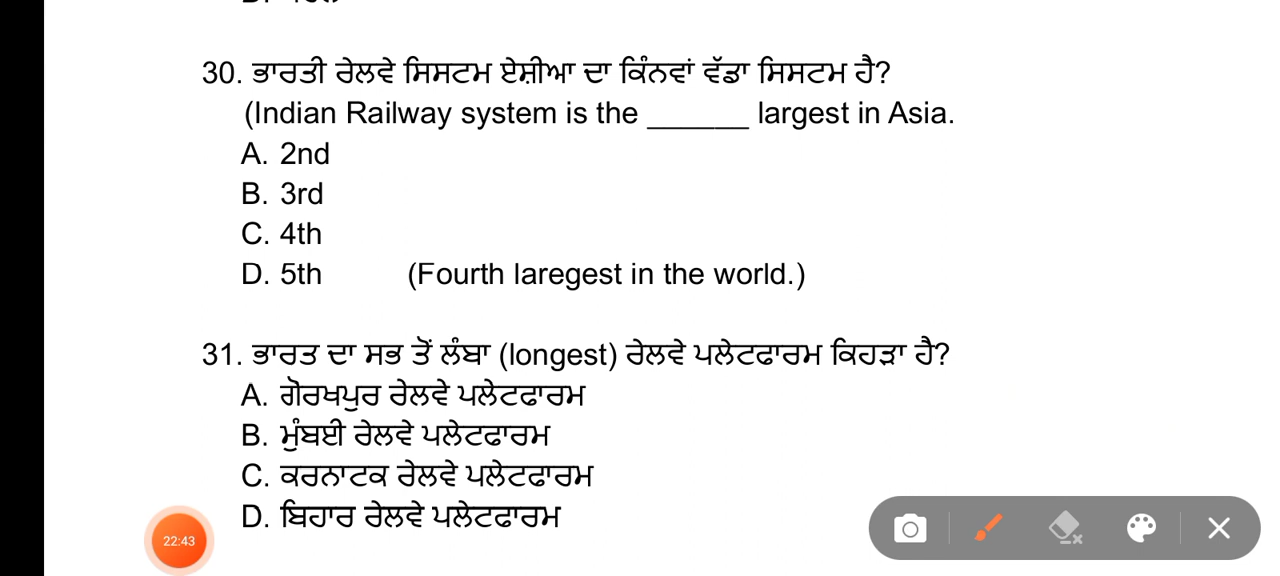 30. ਭਾਰਤੀ ਰੇਲਵੇ ਸਿਸਟਮ ਏਸ਼ੀਆ ਦਾ ਕਿੰਨਵਾਂ ਵੱਡਾ ਸਿਸਟਮ ਹੈ?
(Indian Railway system is the ______ largest in Asia.
A. 2nd
B. 3rd
C. 4th
D. 5th (Fourth laregest in the world.)
31. ਭਾਰਤ ਦਾ ਸਭ ਤੋਂ ਲੰਬਾ (longest) ਰੇਲਵੇ ਪਲੇਟਫਾਰਮ ਕਿਹੜਾ ਹੈ?
A. ਗੋਰਖਪੁਰ ਰੇਲਵੇ ਪਲੇਟਫਾਰਮ
B. ਮੁੰਬਈ ਰੇਲਵੇ ਪਲੇਟਫਾਰਮ
C. ਕਰਨਾਟਕ ਰੇਲਵੇ ਪਲੇਟਫਾਰਮ
D. ਬਿਹਾਰ ਰੇਲਵੇ ਪਲੇਟਫਾਰਮ
22:43